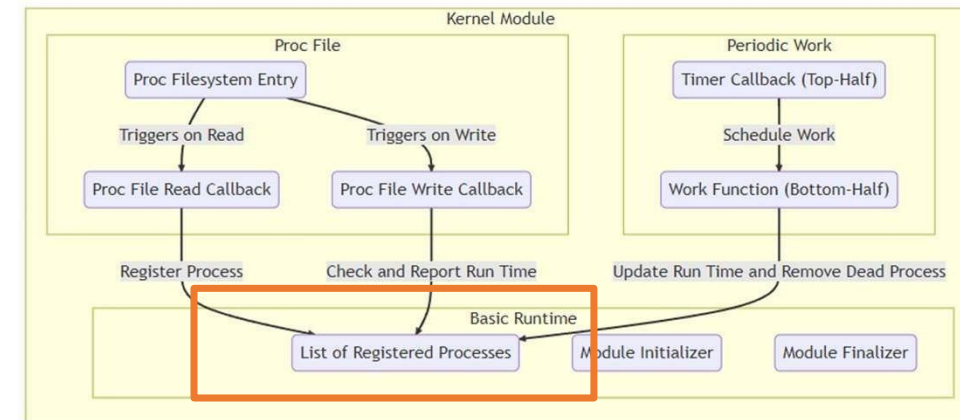 Kernel Module
Proc File
Periodic Work
Proc Filesystem Entry
Timer Callback (Top-Half)
Triggers on Read
Triggers on Write
Schedule Work
Proc File Read Callback
Proc File Write Callback
Work Function (Bottom-Half)
Register Process
Check and Report Run Time
Update Run Time and Remove Dead Process
Basic Runtime
List of Registered Processes
Module Initializer
Module Finalizer